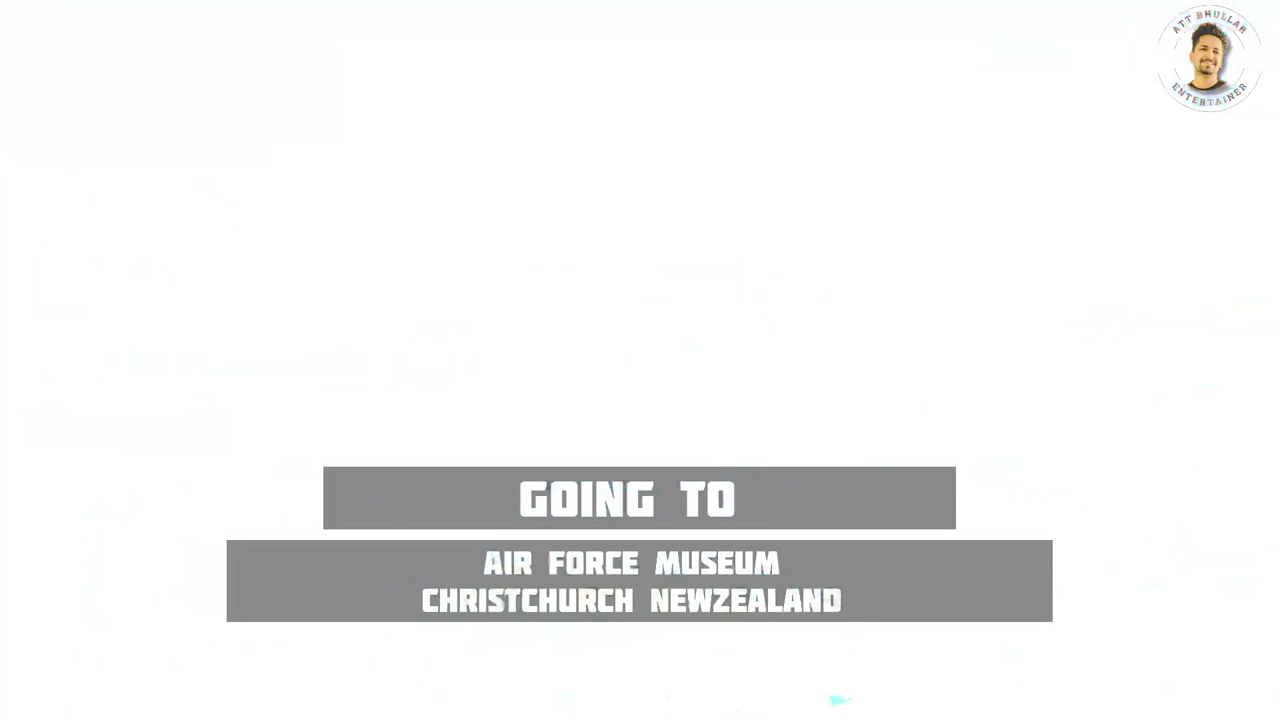 ATT BHULLAR
ENTERTAINER
GOING TO
AIR FORCE MUSEUM
CHRISTCHURCH NEWZEALAND